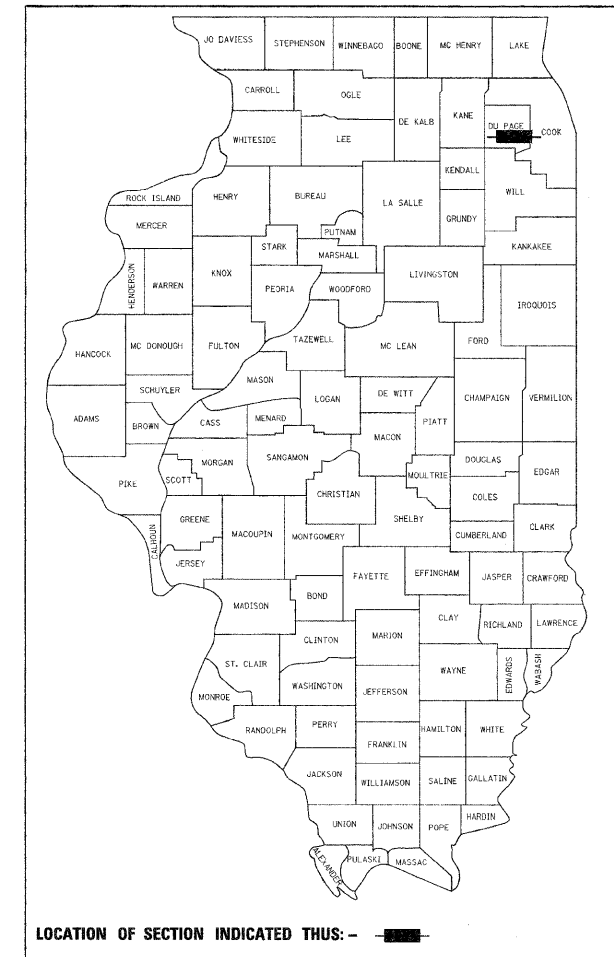 JO DAVIESS
STEPHENSON
WINNEBAGO
BOONE
MC HENRY
LAKE
CARROLL
OGLE
DE KALB
KANE
DU PAGE
COOK
WHITESIDE
LEE
KENDALL
WILL
ROCK ISLAND
HENRY
BUREAU
LA SALLE
GRUNDY
MERCER
PUTNAM
KANKAKEE
STARK
MARSHALL
HENDERSON
WARREN
KNOX
PEORIA
WOODFORD
LIVINGSTON
IROQUOIS
HANCOCK
MC DONOUGH
FULTON
TAZEWELL
MC LEAN
FORD
SCHUYLER
MASON
LOGAN
DE WITT
CHAMPAIGN
VERMILION
ADAMS
BROWN
CASS
MENARD
MACON
PIATT
PIKE
SCOTT
MORGAN
SANGAMON
CHRISTIAN
MOULTRIE
DOUGLAS
COLES
EDGAR
CALHOUN
GREENE
MACOUPIN
MONTGOMERY
SHELBY
CUMBERLAND
CLARK
JERSEY
FAYETTE
EFFINGHAM
JASPER
CRAWFORD
MADISON
BOND
CLAY
RICHLAND
LAWRENCE
CLINTON
MARION
ST. CLAIR
WAYNE
EDWARDS
WABASH
WASHINGTON
JEFFERSON
MONROE
RANDOLPH
PERRY
FRANKLIN
HAMILTON
WHITE
JACKSON
WILLIAMSON
SALINE
GALLATIN
UNION
JOHNSON
POPE
HARDIN
ALEXANDER
PULASKI
MASSAC
LOCATION OF SECTION INDICATED THUS: -